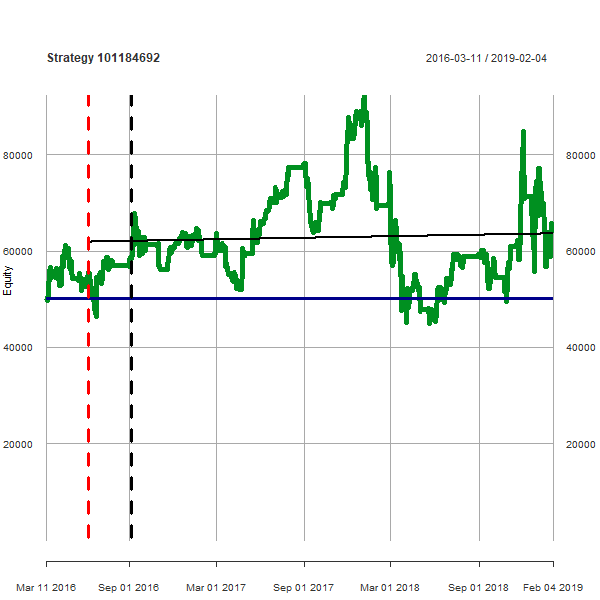 Strategy 101184692
2016-03-11 / 2019-02-04
80000
80000
60000
60000
Equity
40000
40000
20000
20000
Mar 11 2016
Sep 01 2016
Mar 01 2017
Sep 01 2017
Mar 01 2018
Sep 01 2018
Feb 04 2019